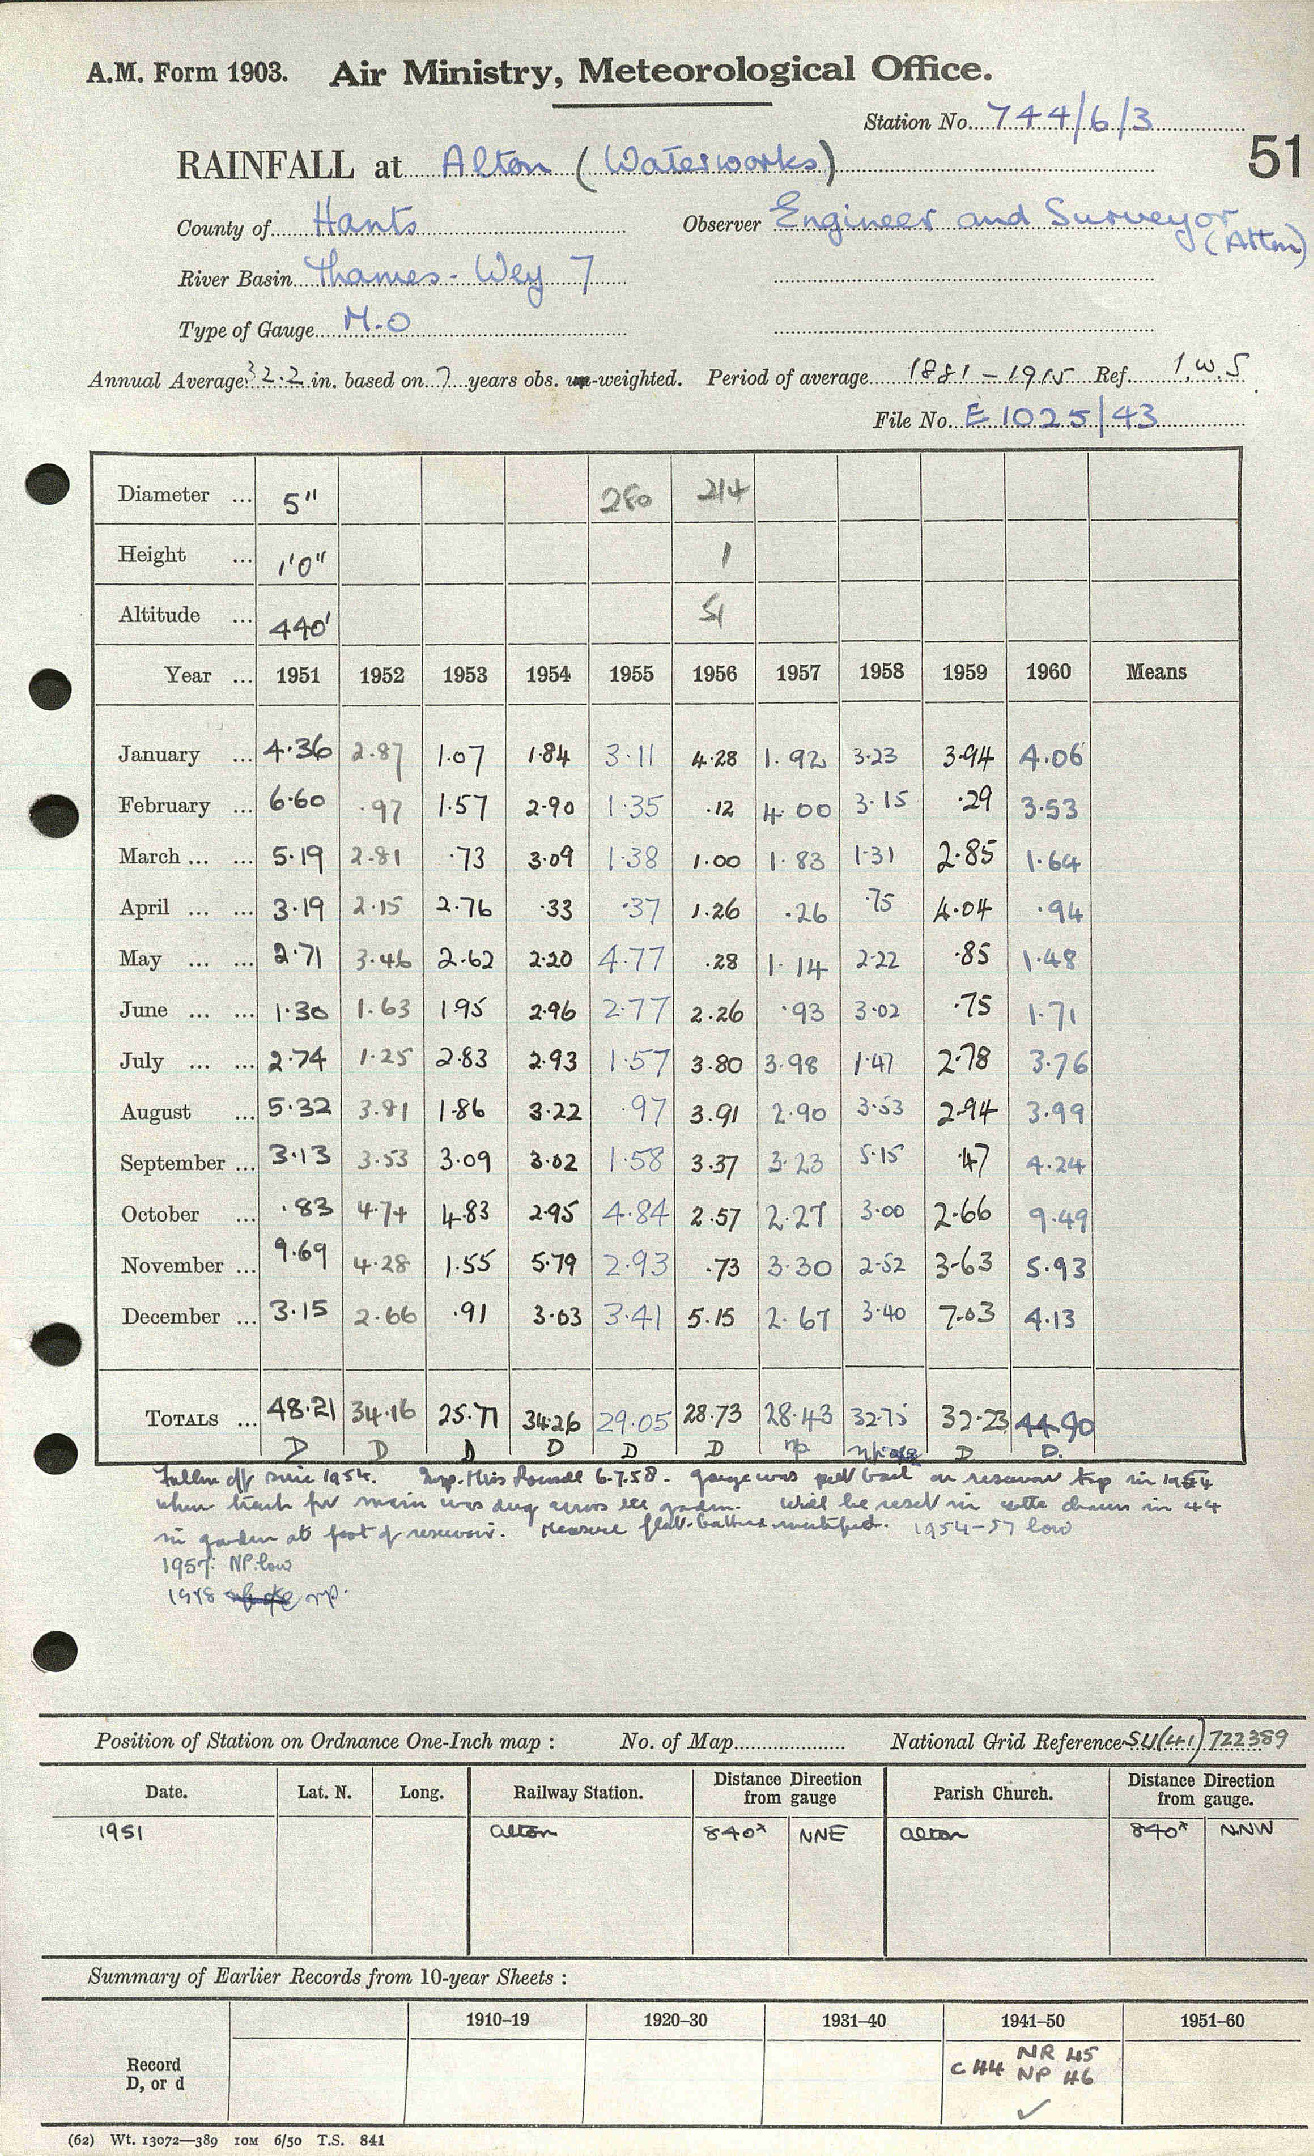 A.M. Form 1903. Air Ministry, Meteorological Office.
Station No. 744/6/3
51
RAINFALL at Alton (Waterworks)
County of Hants Observer Engineer and Surveyor
(Alton)
River Basin Thames - Wey 7
Type of Gauge M.O
Annual Average 32.2 in. based on 7 years obs. un-weighted. Period of average 1881-1915 Ref. I.W.S
File No. E 1025/43
Diameter ... 5" 280 214
Height ... 1'0" 1
Altitude ... 440' 51
Year ... 1951 1952 1953 1954 1955 1956 1957 1958 1959 1960 Means
January ... 4.36 2.87 1.07 1.84 3.11 4.28 1.92 3.23 3.94 4.06
February ... 6.60 .97 1.57 2.90 1.35 .12 4.00 3.15 .29 3.53
March ... ... 5.19 2.81 .73 3.09 1.38 1.00 1.83 1.31 2.85 1.64
April ... ... 3.19 2.15 2.76 .33 .37 1.26 .26 .75 4.04 .94
May ... ... 2.71 3.46 2.62 2.20 4.77 .28 1.14 2.22 .85 1.48
June ... ... 1.30 1.63 1.95 2.96 2.77 2.26 .93 3.02 .75 1.71
July ... ... 2.74 1.25 2.83 2.93 1.57 3.80 3.98 1.47 2.78 3.76
August ... 5.32 3.81 1.86 3.22 .97 3.91 2.90 3.53 2.94 3.99
September ... 3.13 3.53 3.09 3.02 1.58 3.37 3.23 5.15 .47 4.24
October ... .83 4.74 4.83 2.95 4.84 2.57 2.27 3.00 2.66 9.49
November ... 9.69 4.28 1.55 5.79 2.93 .73 3.30 2.52 3.63 5.93
December ... 3.15 2.66 .91 3.03 3.41 5.15 2.67 3.40 7.03 4.13
TOTALS ... 48.21 34.16 25.77 34.26 29.05 28.73 28.43 32.75 32.23 44.90
D D D D D D np D D.
Fallen off since 1954. Insp. Miss 6.7.58. gauge was put back on reservoir top in 1954
when trench for main was dug across garden. Will be reset in
in garden at foot of reservoir. Measure flat-bottomed 1954-57 low
1957: NP. low
1958 np.
Position of Station on Ordnance One-Inch map : No. of Map National Grid Reference SU(41) 722389
Date. Lat. N. Long. Railway Station. Distance Direction from gauge Parish Church. Distance Direction from gauge.
1951 Alton 840x NNE Alton 840x NNW
Summary of Earlier Records from 10-year Sheets :
1910-19 1920-30 1931-40 1941-50 1951-60
Record
D, or d
C 44 NR 45
NP 46
(62) Wt. 13072—389 10M 6/50 T.S. 841